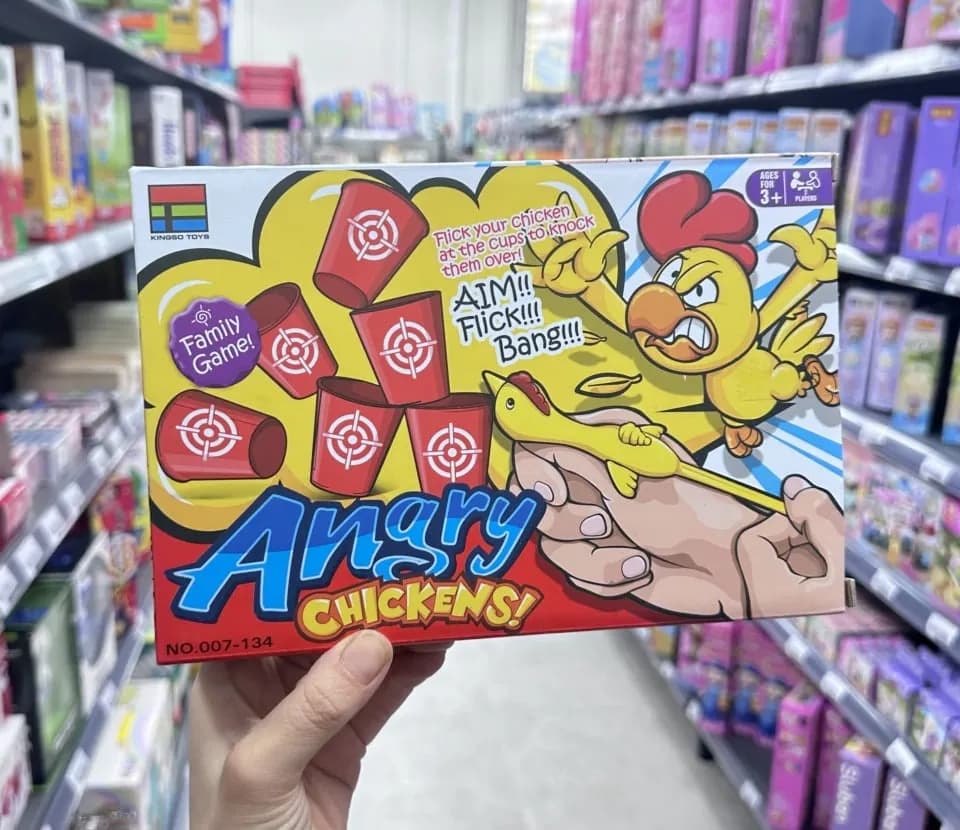 KINGSO TOYS
Family
Game!
Flick your chicken
at the cups to knock
them over!
AIM!!
Flick!!!
Bang!!!
AGES
FOR
3+
PLAYERS
Angry
CHICKENS!
NO.007-134